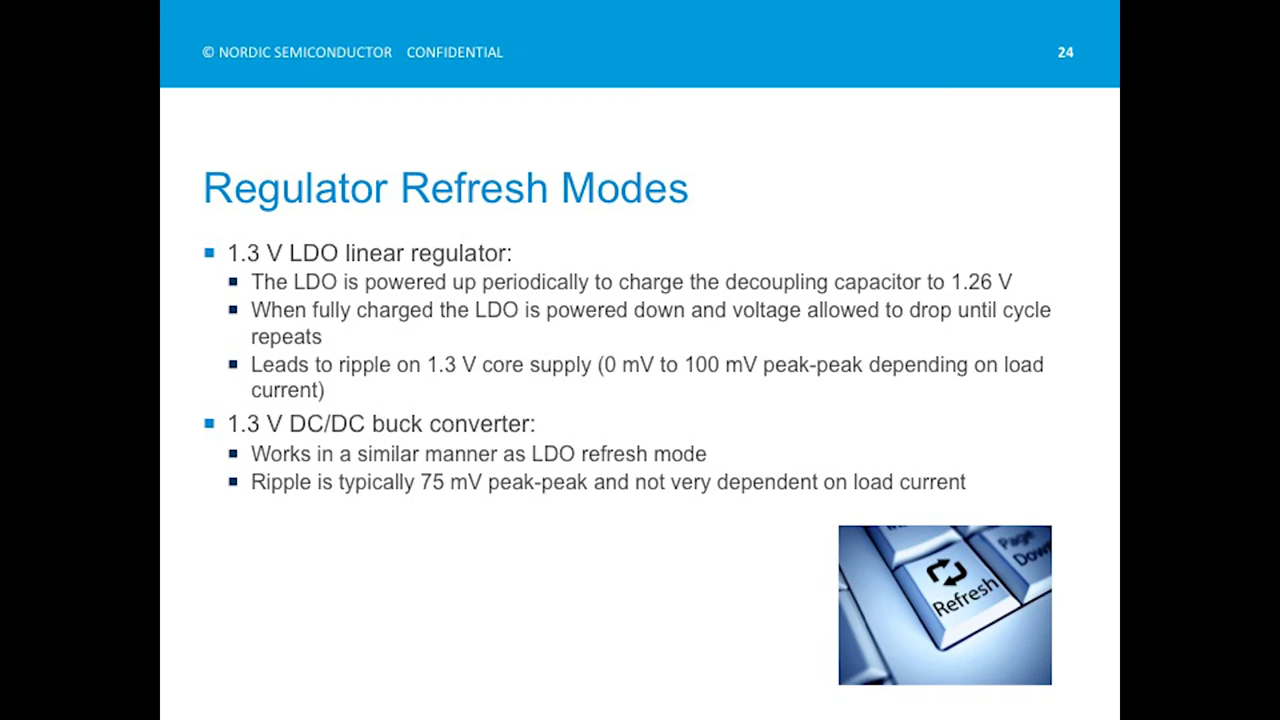 © NORDIC SEMICONDUCTOR CONFIDENTIAL 24
Regulator Refresh Modes
1.3 V LDO linear regulator:
The LDO is powered up periodically to charge the decoupling capacitor to 1.26 V
When fully charged the LDO is powered down and voltage allowed to drop until cycle
repeats
Leads to ripple on 1.3 V core supply (0 mV to 100 mV peak-peak depending on load
current)
1.3 V DC/DC buck converter:
Works in a similar manner as LDO refresh mode
Ripple is typically 75 mV peak-peak and not very dependent on load current
Page
Down
Refresh